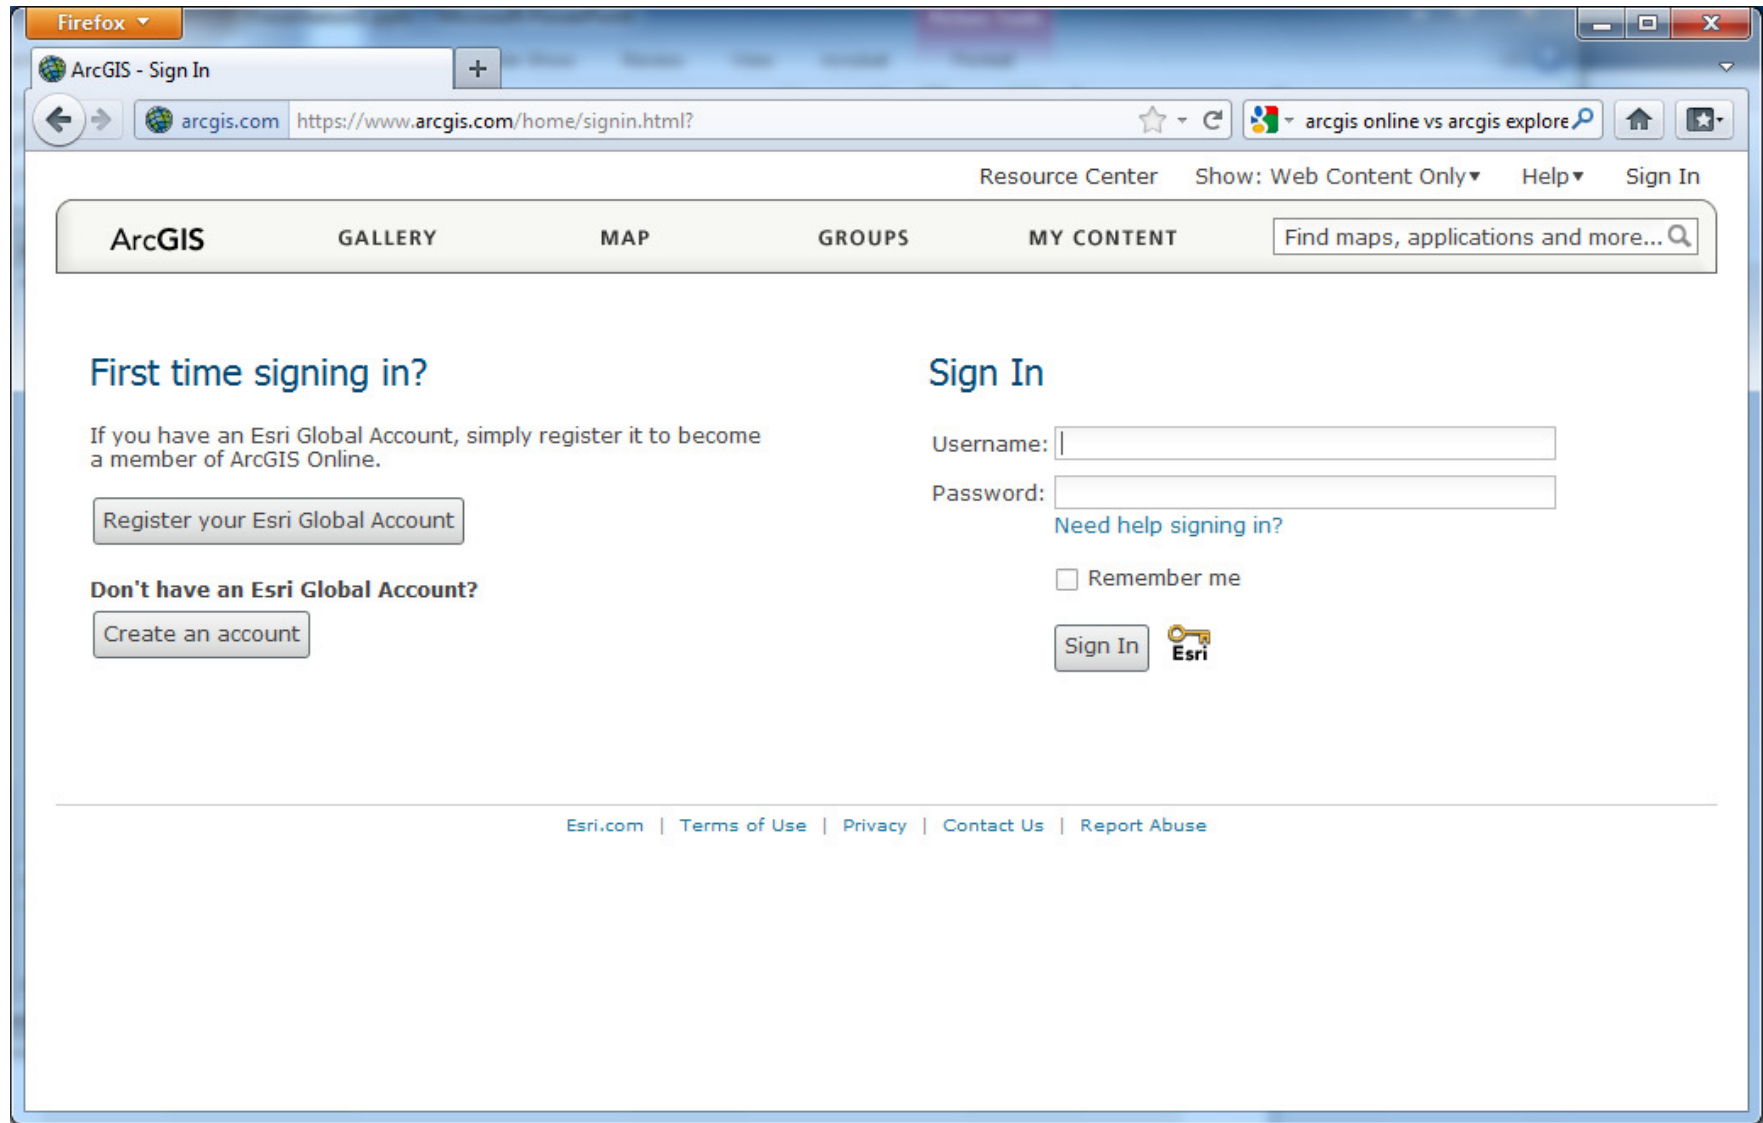 Firefox
ArcGIS - Sign In
arcgis.com https://www.arcgis.com/home/signin.html? arcgis online vs arcgis explore
Resource Center Show: Web Content Only Help Sign In
ArcGIS GALLERY MAP GROUPS MY CONTENT Find maps, applications and more...
First time signing in?
If you have an Esri Global Account, simply register it to become
a member of ArcGIS Online.
Register your Esri Global Account
Don't have an Esri Global Account?
Create an account
Sign In
Username:
Password:
Need help signing in?
Remember me
Sign In Esri
Esri.com | Terms of Use | Privacy | Contact Us | Report Abuse